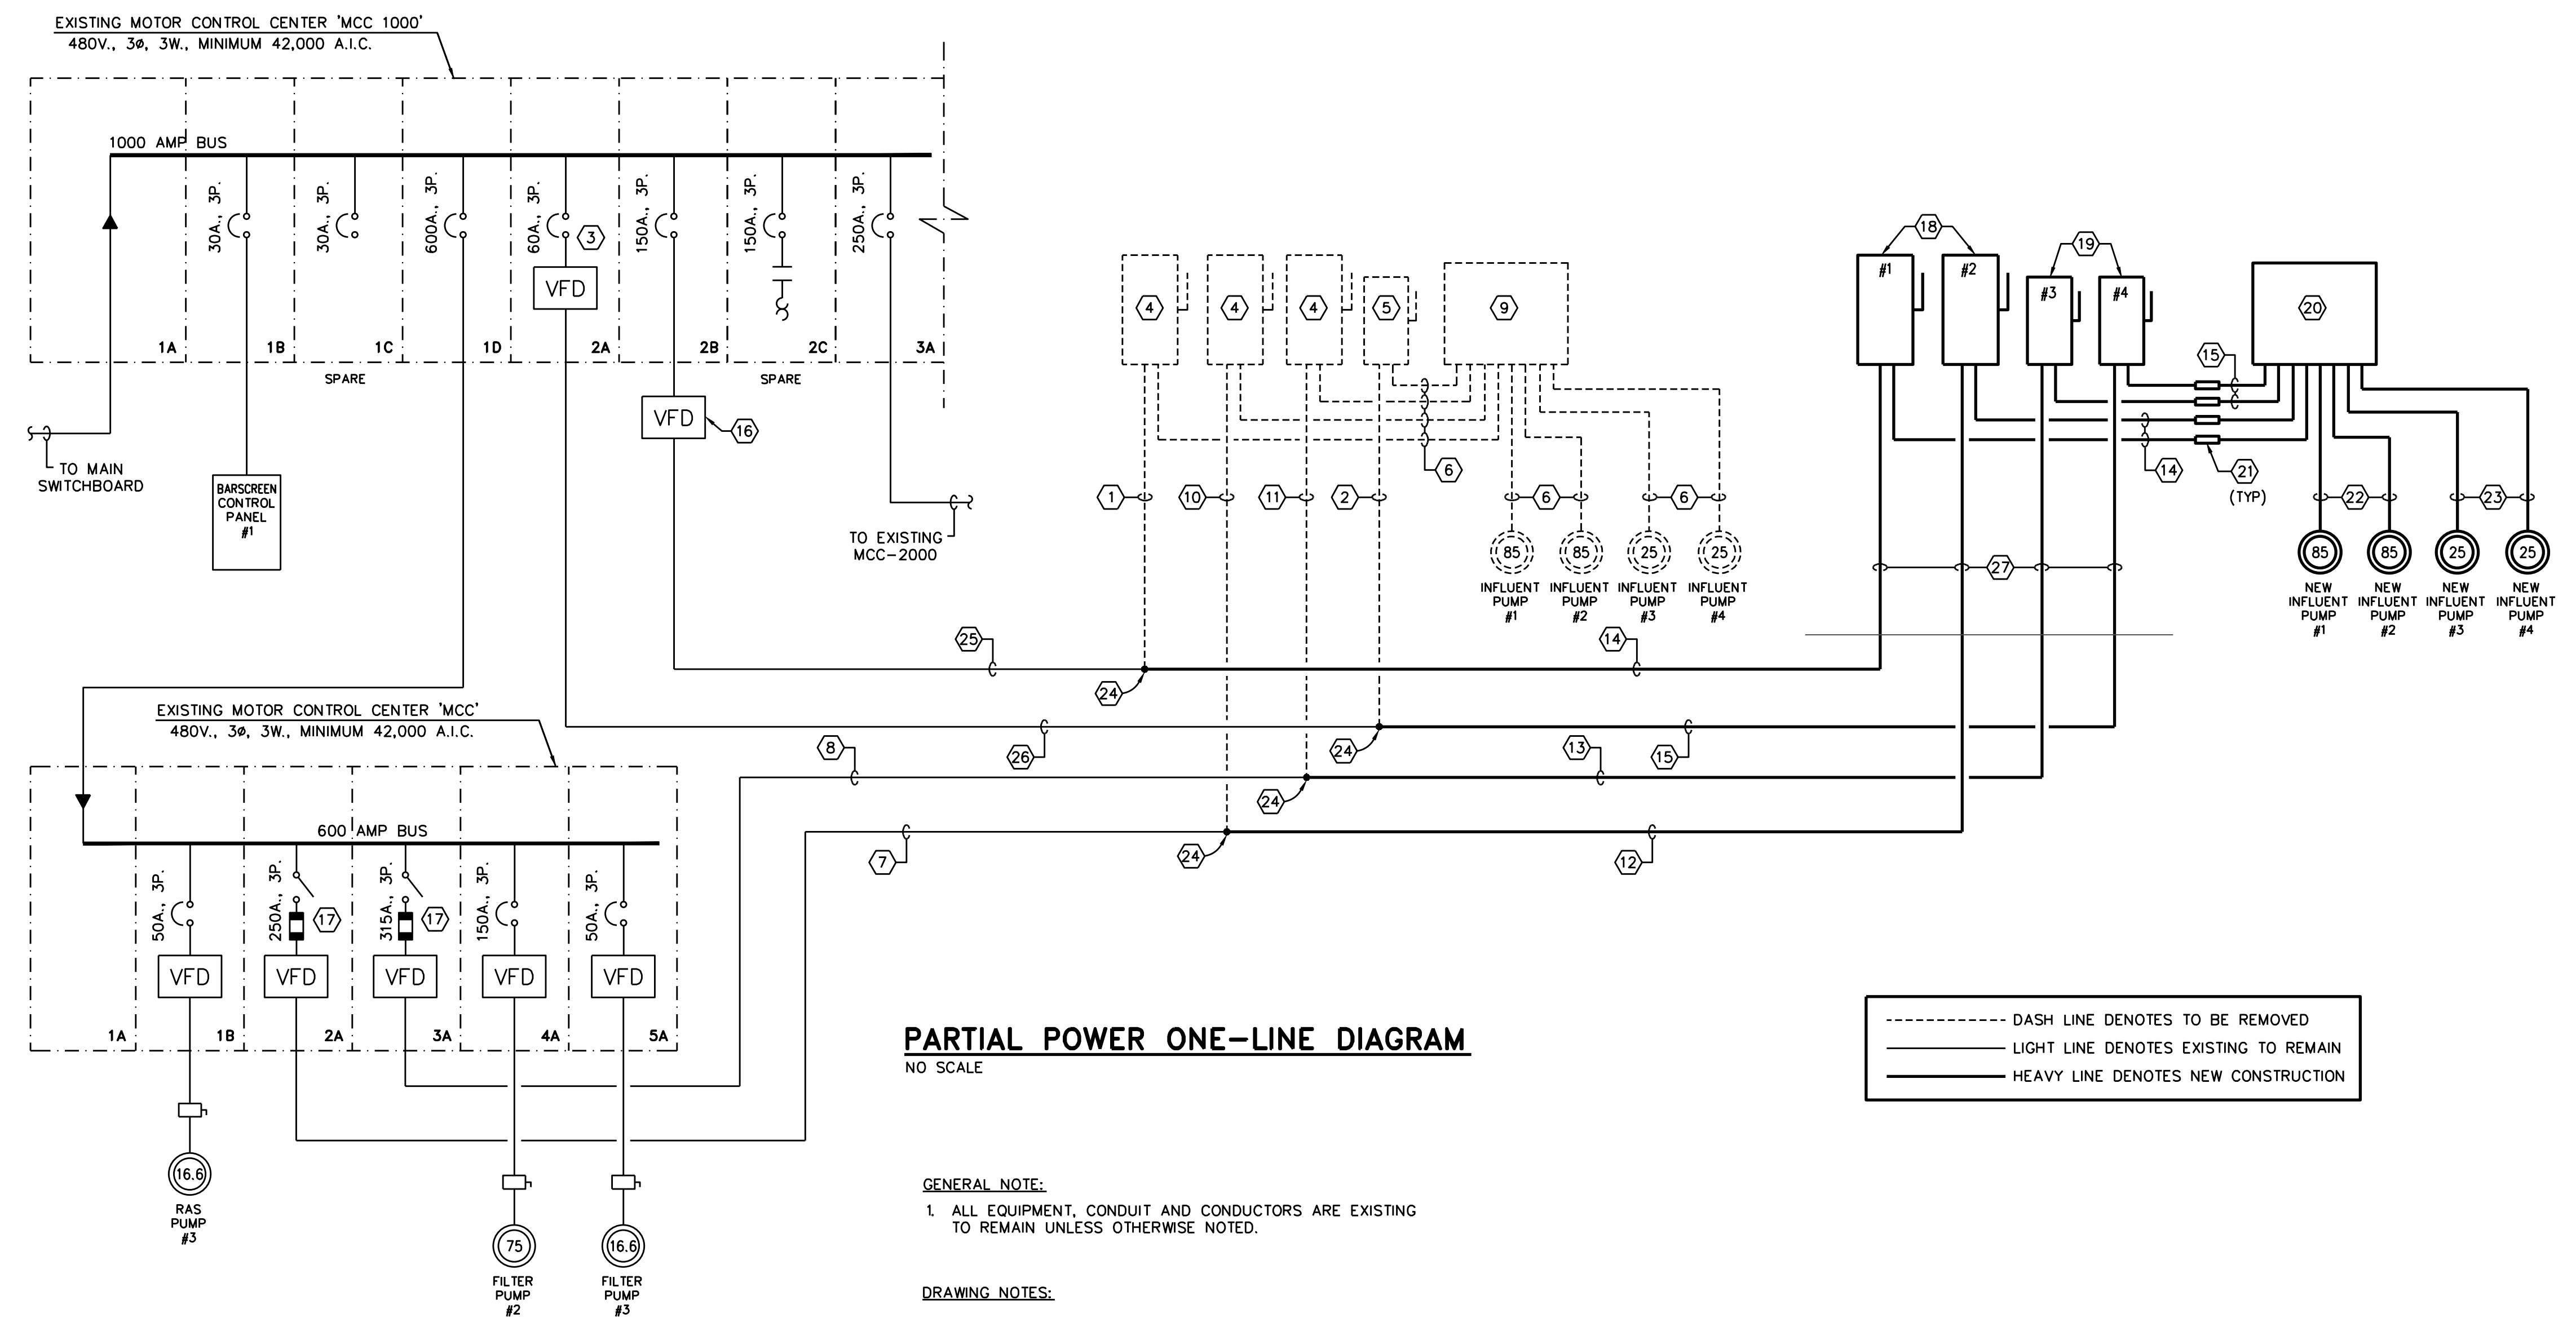 EXISTING MOTOR CONTROL CENTER 'MCC 1000'
480V., 3ø, 3W., MINIMUM 42,000 A.I.C.
1000 AMP BUS
30A., 3P.
30A., 3P.
600A., 3P.
60A., 3P.
150A., 3P.
150A., 3P.
250A., 3P.
3
VFD
1A
1B
1C
1D
2A
2B
2C
3A
SPARE
SPARE
VFD
16
TO MAIN
SWITCHBOARD
BARSCREEN
CONTROL
PANEL
#1
TO EXISTING
MCC-2000
4
4
4
5
9
6
1
10
11
2
6
6
85
85
25
25
INFLUENT
PUMP
#1
INFLUENT
PUMP
#2
INFLUENT
PUMP
#3
INFLUENT
PUMP
#4
18
19
#1
#2
#3
#4
20
15
14
21
(TYP)
22
23
27
85
85
25
25
NEW
INFLUENT
PUMP
#1
NEW
INFLUENT
PUMP
#2
NEW
INFLUENT
PUMP
#3
NEW
INFLUENT
PUMP
#4
25
14
24
26
24
15
8
13
24
7
24
12
EXISTING MOTOR CONTROL CENTER 'MCC'
480V., 3ø, 3W., MINIMUM 42,000 A.I.C.
600 AMP BUS
50A., 3P.
250A., 3P.
315A., 3P.
150A., 3P.
50A., 3P.
17
17
VFD
VFD
VFD
VFD
VFD
1A
1B
2A
3A
4A
5A
16.6
RAS
PUMP
#3
75
FILTER
PUMP
#2
16.6
FILTER
PUMP
#3
PARTIAL POWER ONE-LINE DIAGRAM
NO SCALE
DASH LINE DENOTES TO BE REMOVED
LIGHT LINE DENOTES EXISTING TO REMAIN
HEAVY LINE DENOTES NEW CONSTRUCTION
GENERAL NOTE:
1. ALL EQUIPMENT, CONDUIT AND CONDUCTORS ARE EXISTING
TO REMAIN UNLESS OTHERWISE NOTED.
DRAWING NOTES: